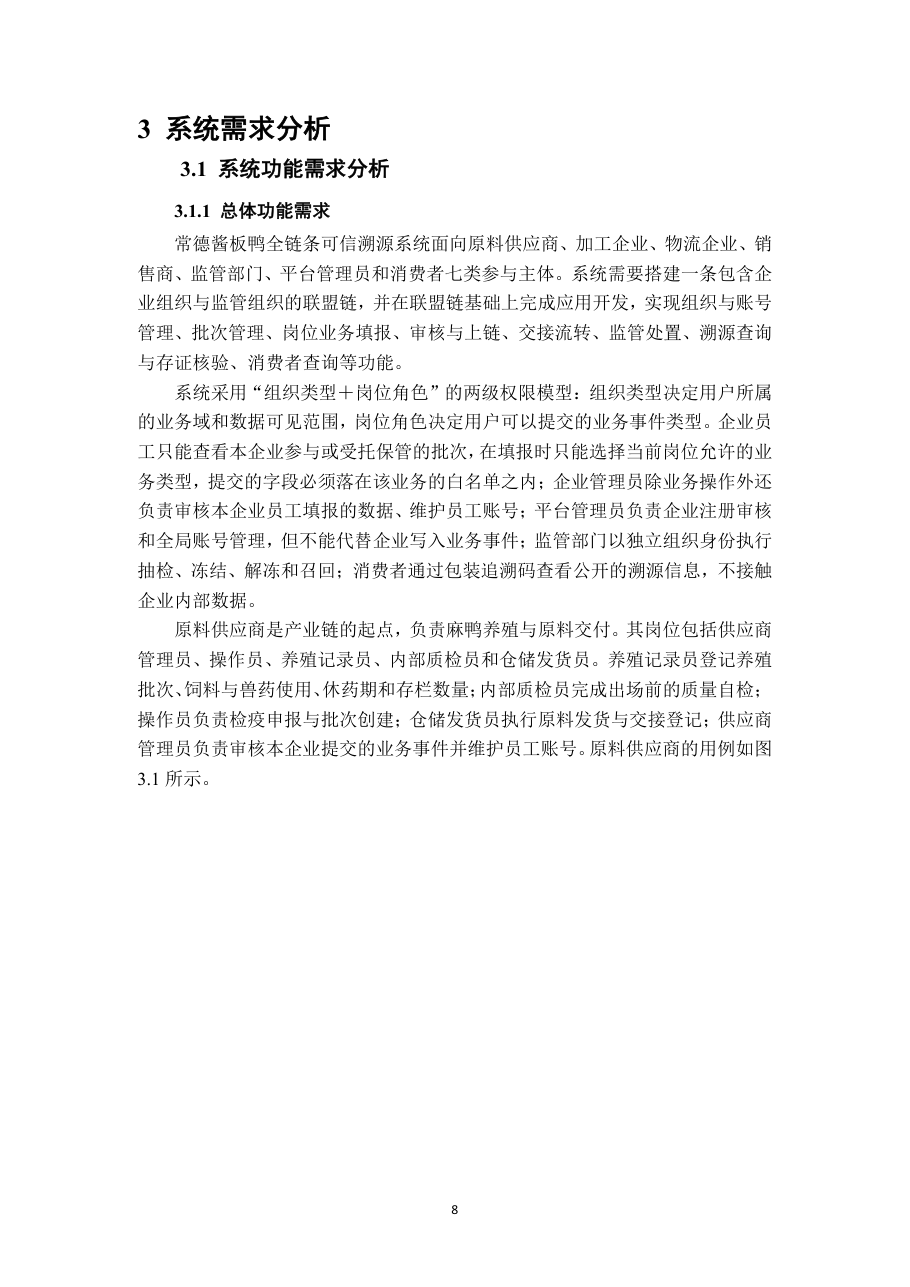 3 系统需求分析
3.1 系统功能需求分析
3.1.1 总体功能需求
常德酱板鸭全链条可信溯源系统面向原料供应商、加工企业、物流企业、销
售商、监管部门、平台管理员和消费者七类参与主体。系统需要搭建一条包含企
业组织与监管组织的联盟链，并在联盟链基础上完成应用开发，实现组织与账号
管理、批次管理、岗位业务填报、审核与上链、交接流转、监管处置、溯源查询
与存证核验、消费者查询等功能。
系统采用“组织类型＋岗位角色”的两级权限模型：组织类型决定用户所属
的业务域和数据可见范围，岗位角色决定用户可以提交的业务事件类型。企业员
工只能查看本企业参与或受托保管的批次，在填报时只能选择当前岗位允许的业
务类型，提交的字段必须落在该业务的白名单之内；企业管理员除业务操作外还
负责审核本企业员工填报的数据、维护员工账号；平台管理员负责企业注册审核
和全局账号管理，但不能代替企业写入业务事件；监管部门以独立组织身份执行
抽检、冻结、解冻和召回；消费者通过包装追溯码查看公开的溯源信息，不接触
企业内部数据。
原料供应商是产业链的起点，负责麻鸭养殖与原料交付。其岗位包括供应商
管理员、操作员、养殖记录员、内部质检员和仓储发货员。养殖记录员登记养殖
批次、饲料与兽药使用、休药期和存栏数量；内部质检员完成出场前的质量自检；
操作员负责检疫申报与批次创建；仓储发货员执行原料发货与交接登记；供应商
管理员负责审核本企业提交的业务事件并维护员工账号。原料供应商的用例如图
3.1 所示。
8